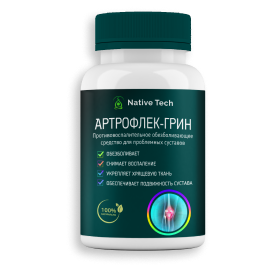 Native Tech
АРТРОФЛЕК-ГРИН
Противовоспалительное обезболивающее
средство для проблемных суставов
ОБЕЗБОЛИВАЕТ
СНИМАЕТ ВОСПАЛЕНИЕ
УКРЕПЛЯЕТ ХРЯЩЕВУЮ ТКАНЬ
ОБЕСПЕЧИВАЕТ ПОДВИЖНОСТЬ СУСТАВА
100%